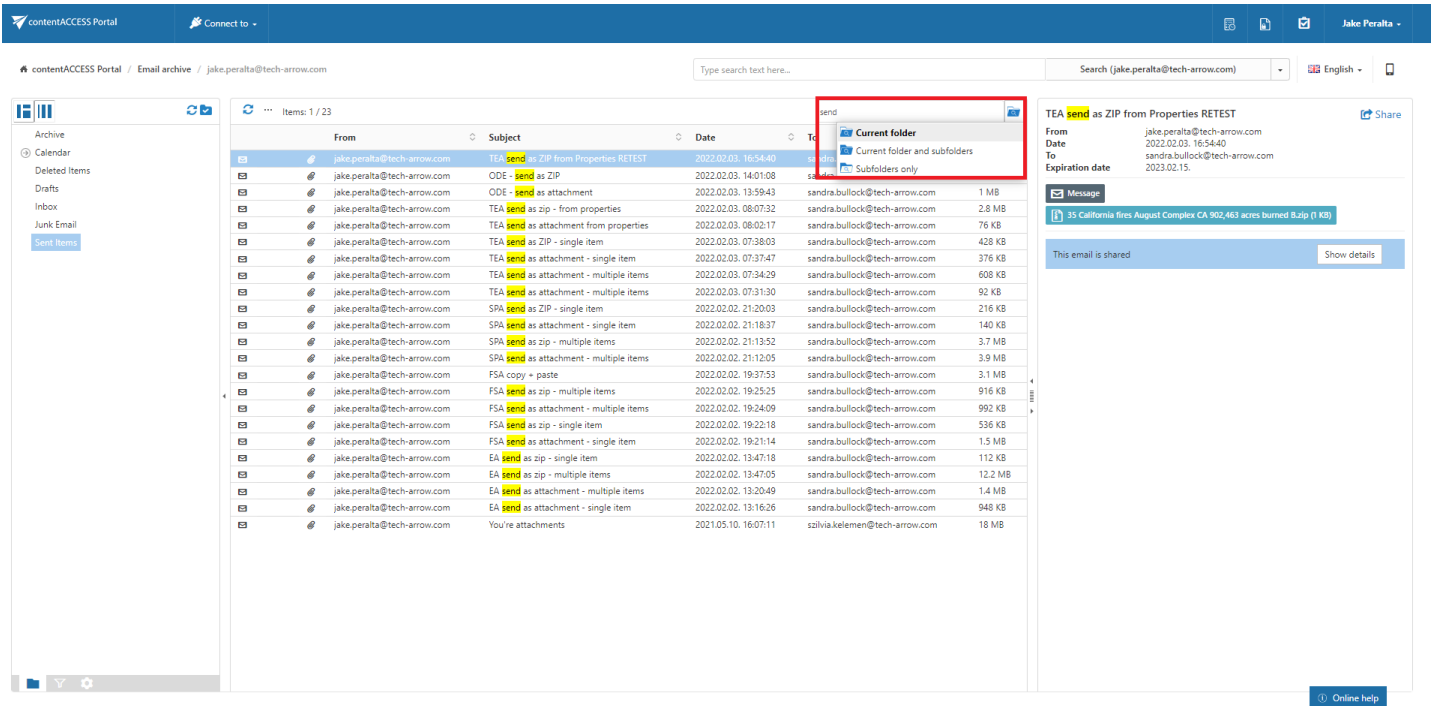 contentACCESS Portal Connect to Jake Peralta
contentACCESS Portal / Email archive / jake.peralta@tech-arrow.com Type search text here... Search (jake.peralta@tech-arrow.com) English
Archive
Calendar
Deleted Items
Drafts
Inbox
Junk Email
Sent Items
... Items: 1 / 23 send
From Subject Date To
Current folder
Current folder and subfolders
Subfolders only
jake.peralta@tech-arrow.com TEA send as ZIP from Properties RETEST 2022.02.03. 16:54:40
jake.peralta@tech-arrow.com ODE - send as ZIP 2022.02.03. 14:01:08
jake.peralta@tech-arrow.com ODE - send as attachment 2022.02.03. 13:59:43 sandra.bullock@tech-arrow.com 1 MB
jake.peralta@tech-arrow.com TEA send as zip - from properties 2022.02.03. 08:07:32 sandra.bullock@tech-arrow.com 2.8 MB
jake.peralta@tech-arrow.com TEA send as attachment from properties 2022.02.03. 08:02:17 sandra.bullock@tech-arrow.com 76 KB
jake.peralta@tech-arrow.com TEA send as ZIP - single item 2022.02.03. 07:38:03 sandra.bullock@tech-arrow.com 428 KB
jake.peralta@tech-arrow.com TEA send as attachment - single item 2022.02.03. 07:37:47 sandra.bullock@tech-arrow.com 376 KB
jake.peralta@tech-arrow.com TEA send as attachment - multiple items 2022.02.03. 07:34:29 sandra.bullock@tech-arrow.com 608 KB
jake.peralta@tech-arrow.com TEA send as attachment - multiple items 2022.02.03. 07:31:30 sandra.bullock@tech-arrow.com 92 KB
jake.peralta@tech-arrow.com SPA send as ZIP - single item 2022.02.02. 21:20:03 sandra.bullock@tech-arrow.com 216 KB
jake.peralta@tech-arrow.com SPA send as attachment - single item 2022.02.02. 21:18:37 sandra.bullock@tech-arrow.com 140 KB
jake.peralta@tech-arrow.com SPA send as zip - multiple items 2022.02.02. 21:13:52 sandra.bullock@tech-arrow.com 3.7 MB
jake.peralta@tech-arrow.com SPA send as attachment - multiple items 2022.02.02. 21:12:05 sandra.bullock@tech-arrow.com 3.9 MB
jake.peralta@tech-arrow.com FSA copy + paste 2022.02.02. 19:37:53 sandra.bullock@tech-arrow.com 3.1 MB
jake.peralta@tech-arrow.com FSA send as zip - multiple items 2022.02.02. 19:25:25 sandra.bullock@tech-arrow.com 916 KB
jake.peralta@tech-arrow.com FSA send as attachment - multiple items 2022.02.02. 19:24:09 sandra.bullock@tech-arrow.com 992 KB
jake.peralta@tech-arrow.com FSA send as zip - single item 2022.02.02. 19:22:18 sandra.bullock@tech-arrow.com 536 KB
jake.peralta@tech-arrow.com FSA send as attachment - single item 2022.02.02. 19:21:14 sandra.bullock@tech-arrow.com 1.5 MB
jake.peralta@tech-arrow.com EA send as zip - single item 2022.02.02. 13:47:18 sandra.bullock@tech-arrow.com 112 KB
jake.peralta@tech-arrow.com EA send as zip - multiple items 2022.02.02. 13:47:05 sandra.bullock@tech-arrow.com 12.2 MB
jake.peralta@tech-arrow.com EA send as attachment - multiple items 2022.02.02. 13:20:49 sandra.bullock@tech-arrow.com 1.4 MB
jake.peralta@tech-arrow.com EA send as attachment - single item 2022.02.02. 13:16:26 sandra.bullock@tech-arrow.com 948 KB
jake.peralta@tech-arrow.com You're attachments 2021.05.10. 16:07:11 szilvia.kelemen@tech-arrow.com 18 MB
TEA send as ZIP from Properties RETEST Share
From jake.peralta@tech-arrow.com
Date 2022.02.03. 16:54:40
To sandra.bullock@tech-arrow.com
Expiration date 2023.02.15.
Message
35 California fires August Complex CA 902,463 acres burned B.zip (1 KB)
This email is shared Show details
Online help